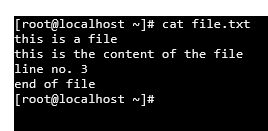 [root@localhost ~]# cat file.txt
this is a file
this is the content of the file
line no. 3
end of file
[root@localhost ~]#